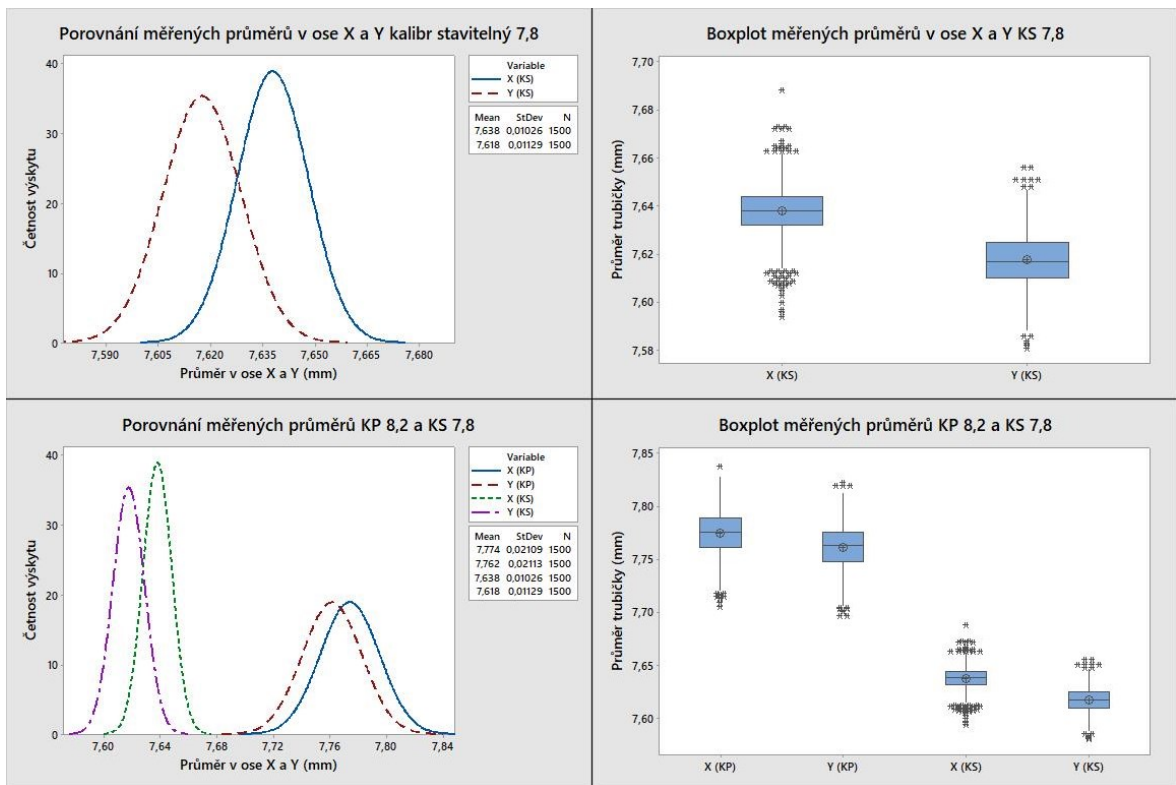 Porovnání měřených průměrů v ose X a Y kalibr stavitelný 7,8
Variable
X (KS)
Y (KS)
Mean StDev N
7,638 0,01026 1500
7,618 0,01129 1500
Četnost výskytu
40
30
20
10
0
7,590 7,605 7,620 7,635 7,650 7,665 7,680
Průměr v ose X a Y (mm)
Boxplot měřených průměrů v ose X a Y KS 7,8
Průměr trubičky (mm)
7,70
7,68
7,66
7,64
7,62
7,60
7,58
X (KS) Y (KS)
Porovnání měřených průměrů KP 8,2 a KS 7,8
Variable
X (KP)
Y (KP)
X (KS)
Y (KS)
Mean StDev N
7,774 0,02109 1500
7,762 0,02113 1500
7,638 0,01026 1500
7,618 0,01129 1500
Četnost výskytu
40
30
20
10
0
7,60 7,64 7,68 7,72 7,76 7,80 7,84
Průměr v ose X a Y (mm)
Boxplot měřených průměrů KP 8,2 a KS 7,8
Průměr trubičky (mm)
7,85
7,80
7,75
7,70
7,65
7,60
X (KP) Y (KP) X (KS) Y (KS)